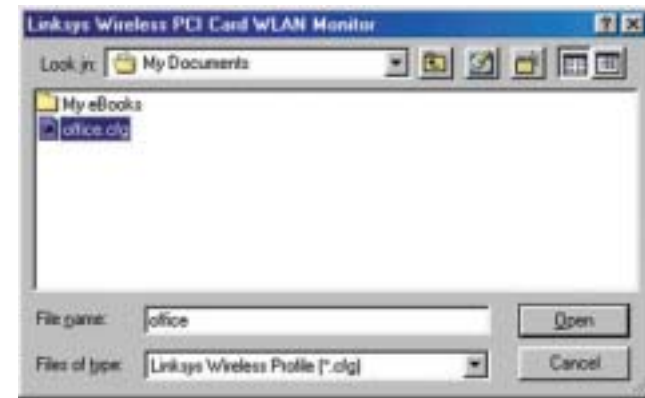 Linksys Wireless PCI Card WLAN Monitor
Look in: My Documents
My eBooks
office.cfg
File name: office Open
Files of type: Linksys Wireless Profile (*.cfg) Cancel